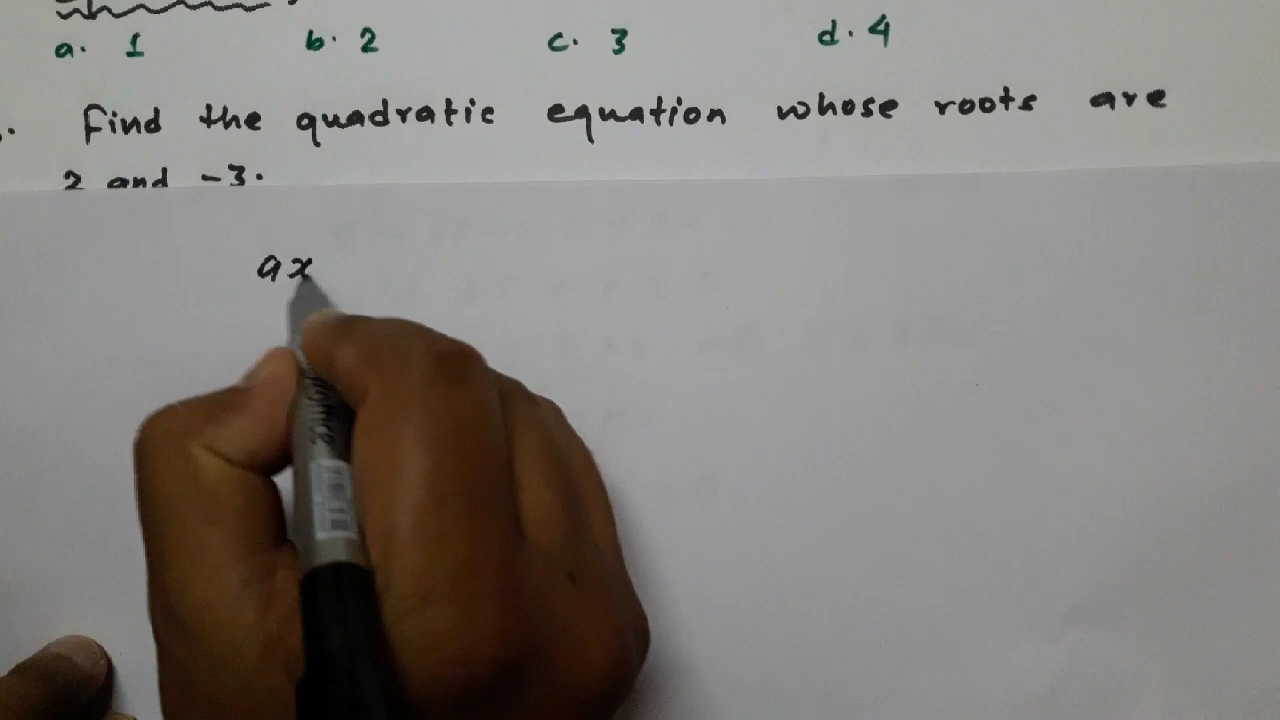 a. 1 b. 2 c. 3 d. 4
Find the quadratic equation whose roots are
2 and -3.
ax